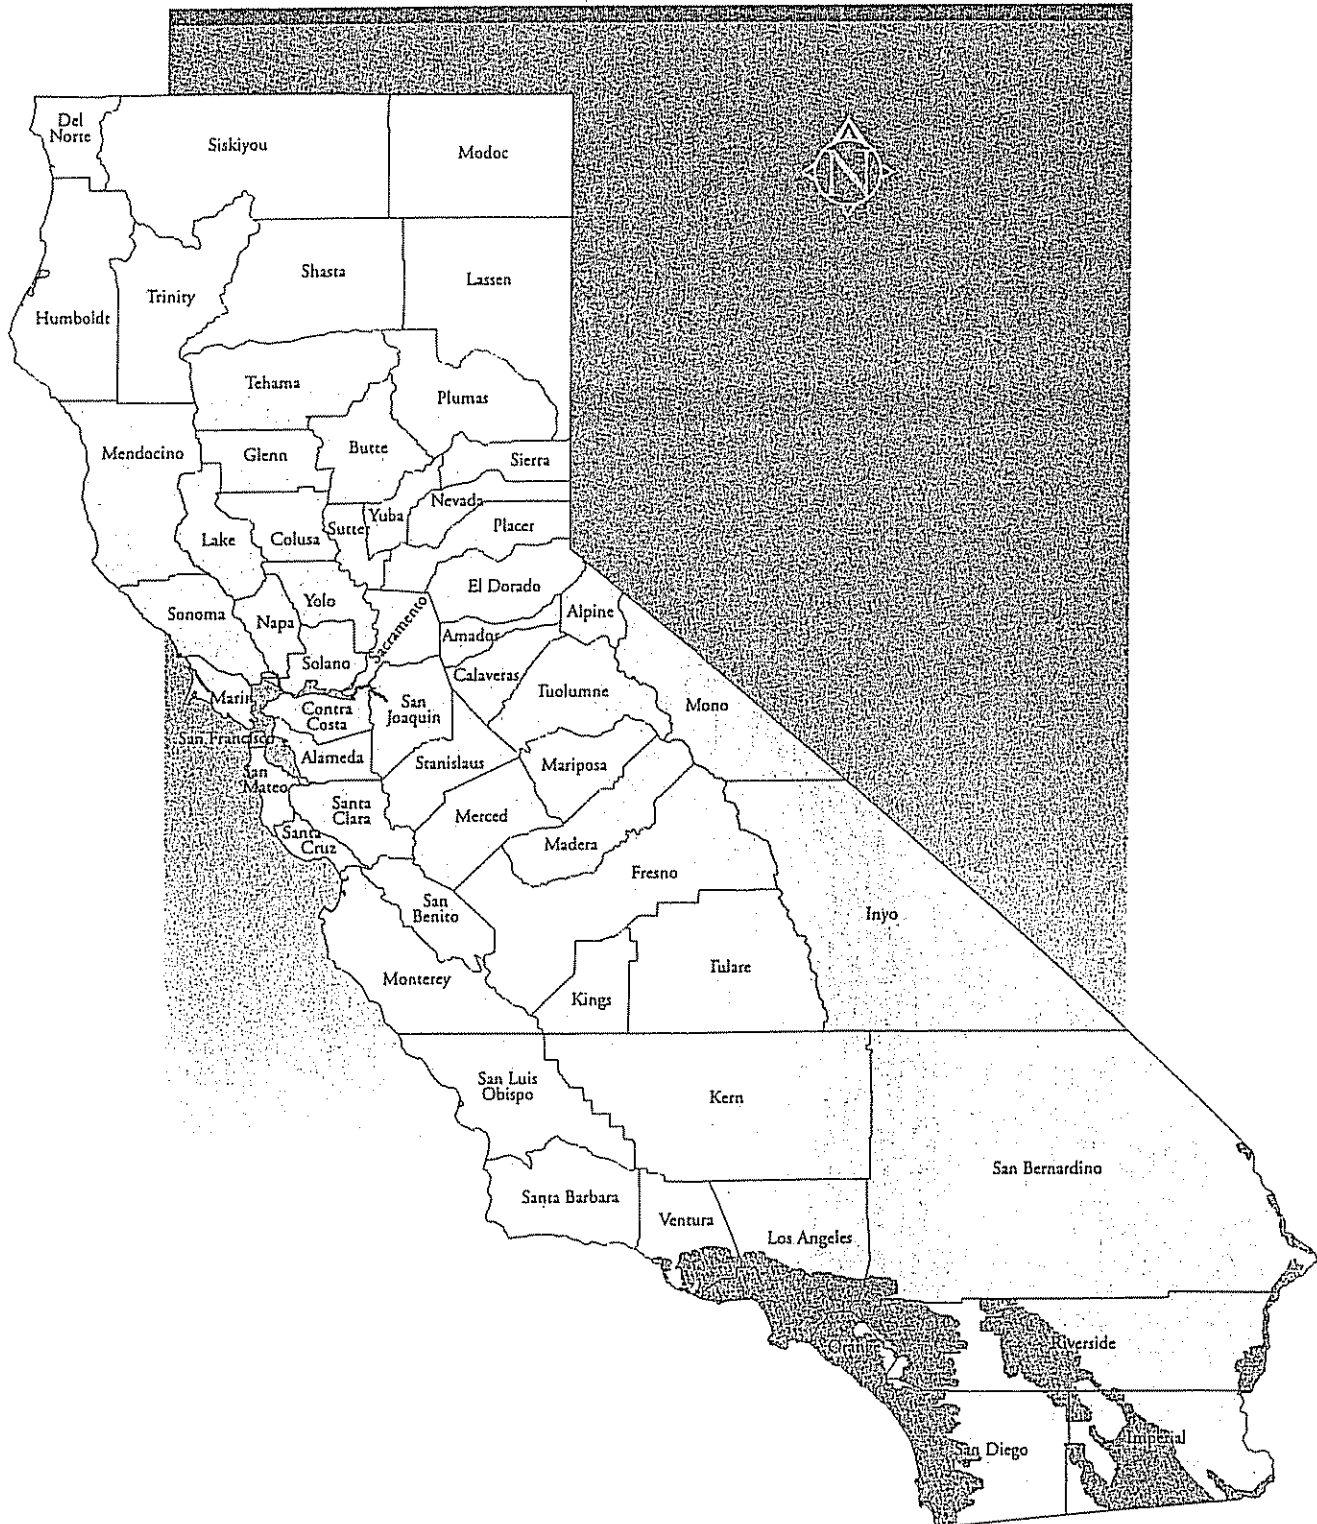 N
Del
Norte
Siskiyou
Modoc
Shasta
Lassen
Trinity
Humboldt
Tehama
Plumas
Mendocino
Glenn
Butte
Sierra
Nevada
Yuba
Placer
Lake
Colusa
Sutter
El Dorado
Yolo
Sonoma
Napa
Sacramento
Alpine
Amador
Solano
Calaveras
Tuolumne
Marin
Contra
Costa
San
Joaquin
Mono
San Francisco
Alameda
Stanislaus
Mariposa
San
Mateo
Santa
Clara
Merced
Santa
Cruz
Madera
Fresno
San
Benito
Inyo
Monterey
Tulare
Kings
San Luis
Obispo
Kern
San Bernardino
Santa Barbara
Ventura
Los Angeles
Riverside
Imperial
San Diego